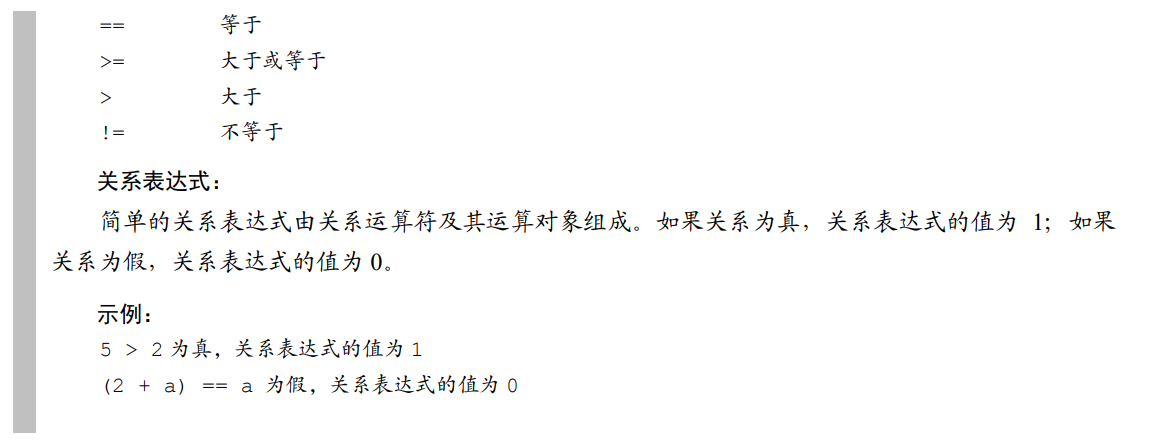 == 等于
>= 大于或等于
> 大于
!= 不等于
关系表达式：
简单的关系表达式由关系运算符及其运算对象组成。如果关系为真，关系表达式的值为 1；如果
关系为假，关系表达式的值为 0。
示例：
5 > 2 为真，关系表达式的值为 1
(2 + a) == a 为假，关系表达式的值为 0